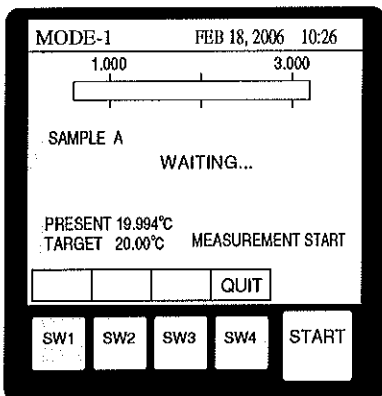 MODE-1 FEB 18, 2006 10:26
1.000 3.000
SAMPLE A
WAITING...
PRESENT 19.994°C
TARGET 20.00°C MEASUREMENT START
QUIT
SW1 SW2 SW3 SW4 START